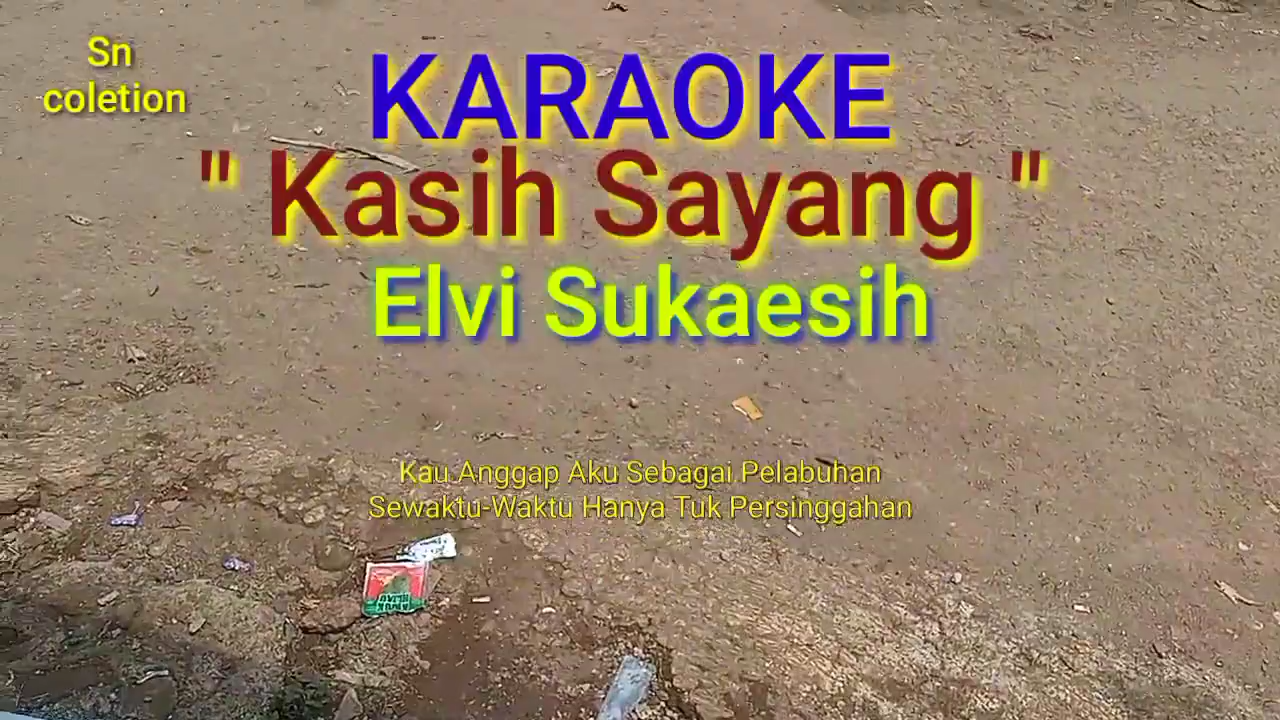 Sn
coletion
KARAOKE
" Kasih Sayang "
Elvi Sukaesih
Kau Anggap Aku Sebagai Pelabuhan
Sewaktu-Waktu Hanya Tuk Persinggahan